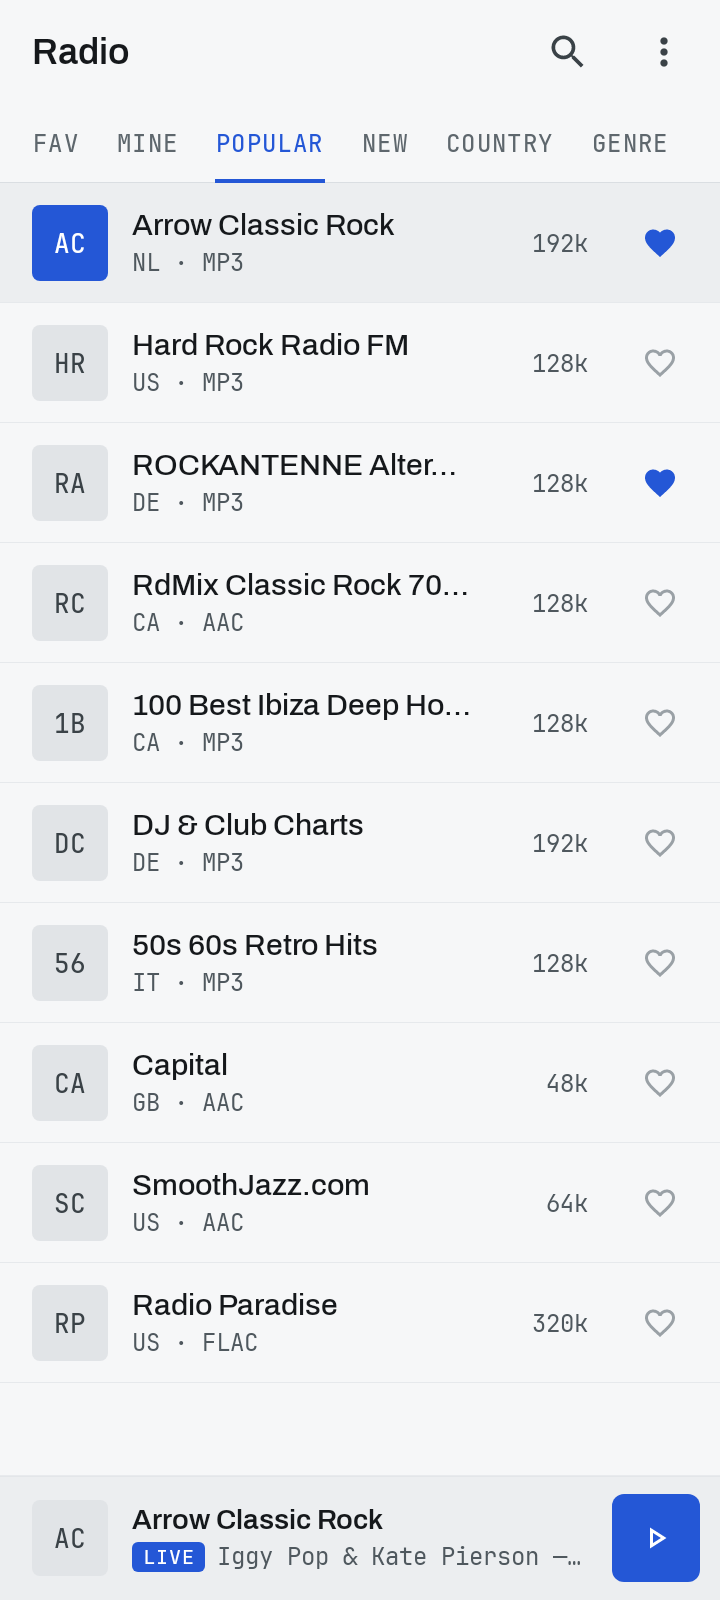 Radio
FAV MINE POPULAR NEW COUNTRY GENRE
AC Arrow Classic Rock 192k
NL · MP3
HR Hard Rock Radio FM 128k
US · MP3
RA ROCKANTENNE Alter... 128k
DE · MP3
RC RdMix Classic Rock 70... 128k
CA · AAC
1B 100 Best Ibiza Deep Ho... 128k
CA · MP3
DC DJ & Club Charts 192k
DE · MP3
56 50s 60s Retro Hits 128k
IT · MP3
CA Capital 48k
GB · AAC
SC SmoothJazz.com 64k
US · AAC
RP Radio Paradise 320k
US · FLAC
AC Arrow Classic Rock
LIVE Iggy Pop & Kate Pierson —…